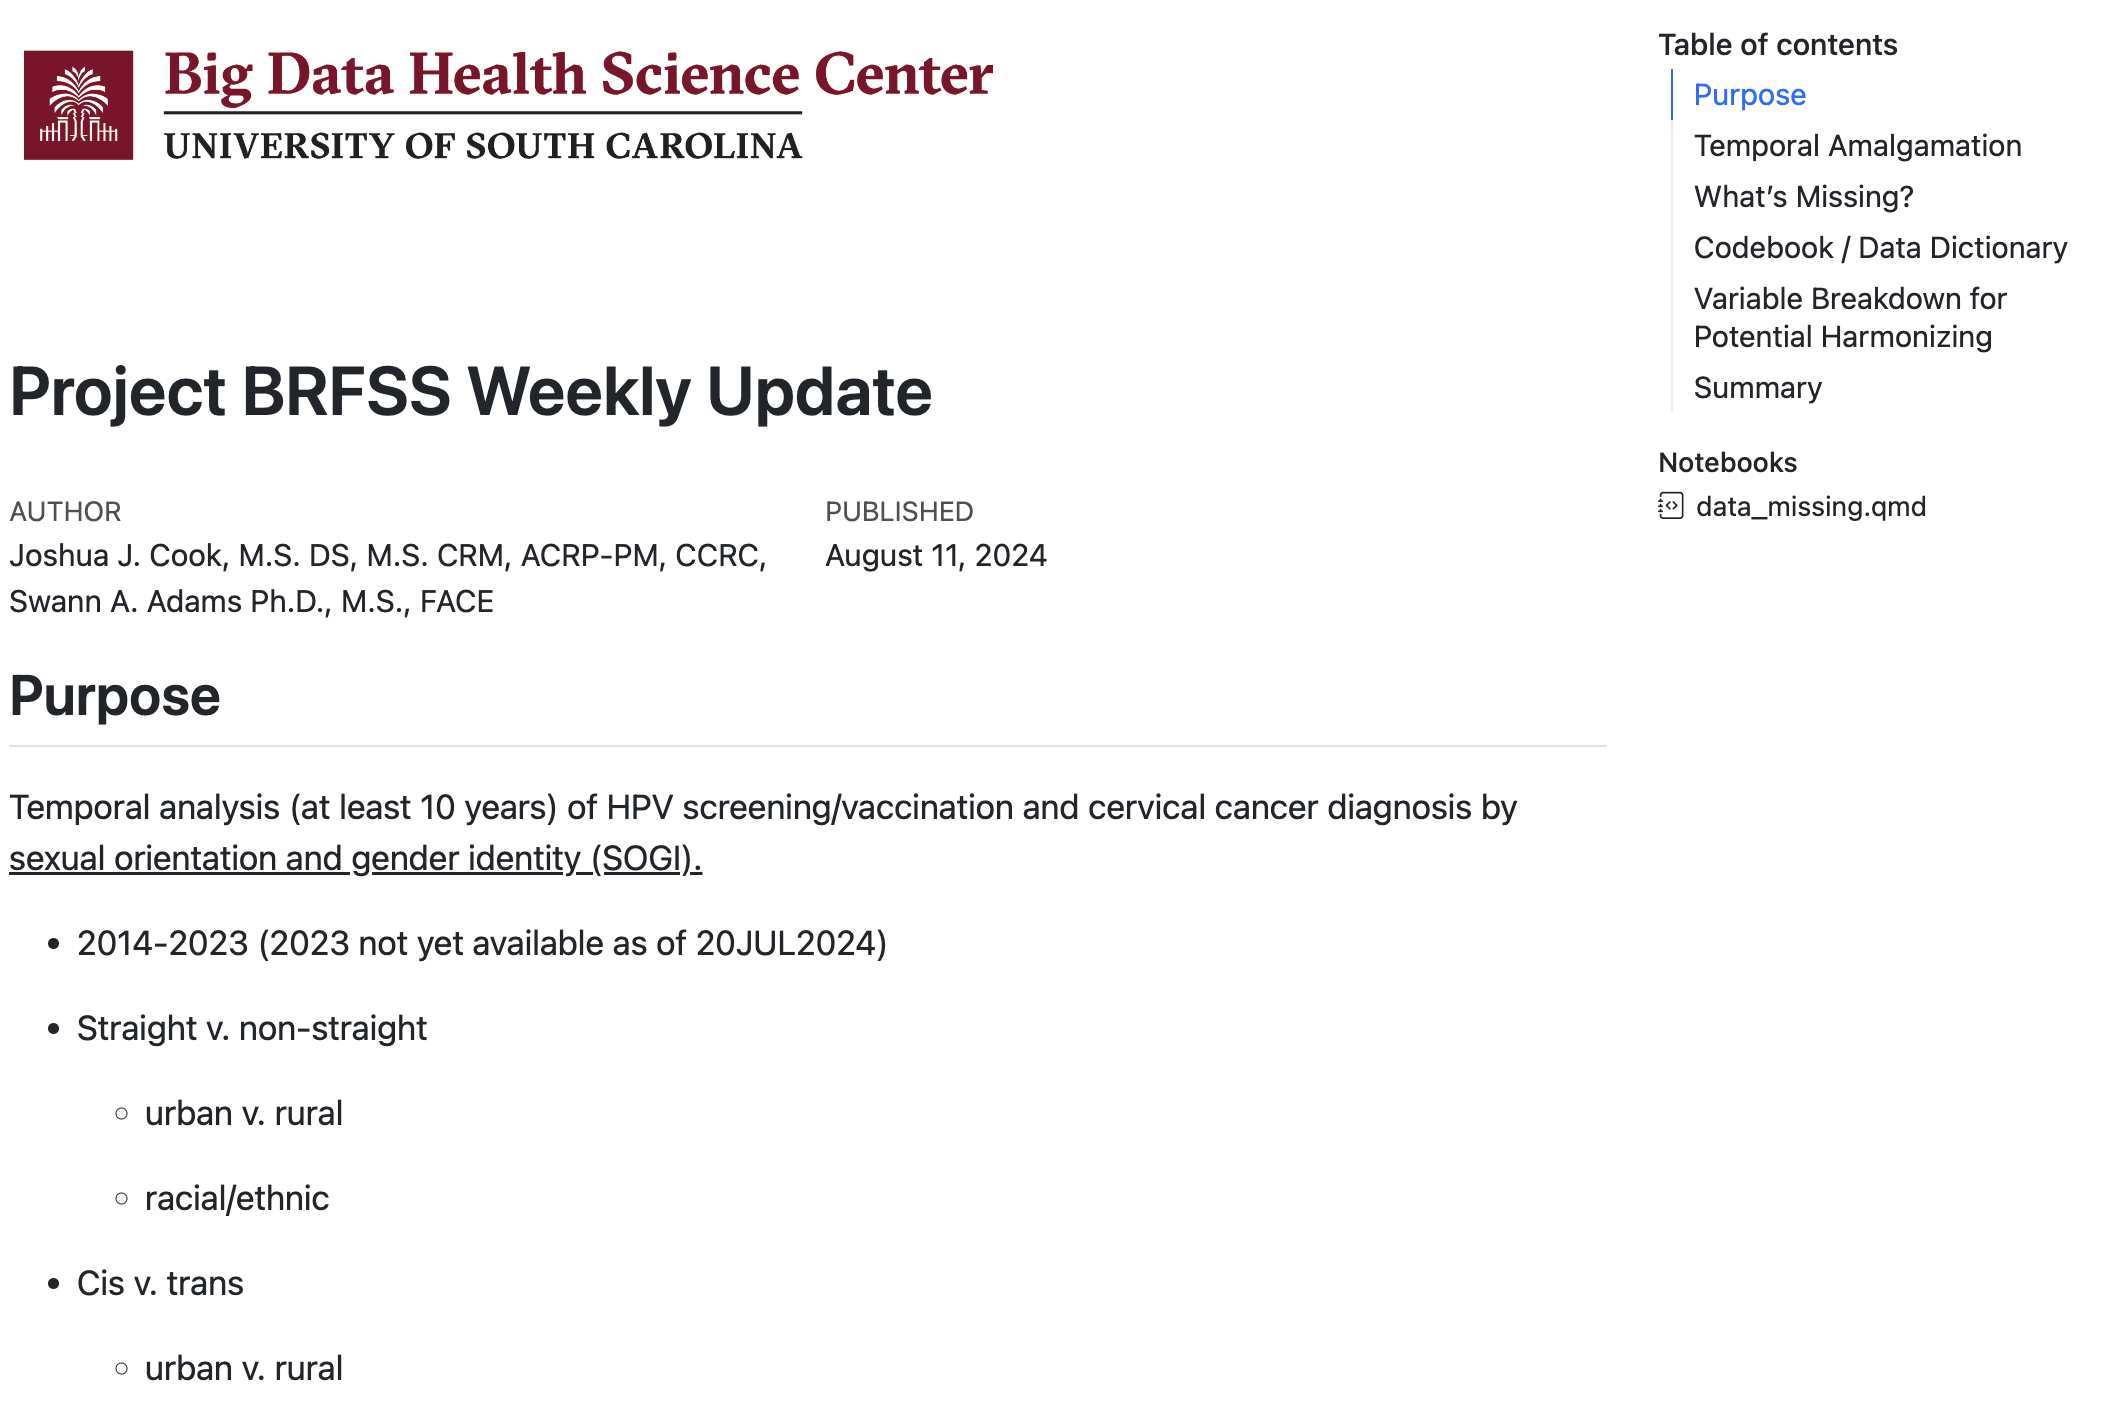 Big Data Health Science Center
UNIVERSITY OF SOUTH CAROLINA
Project BRFSS Weekly Update
AUTHOR
Joshua J. Cook, M.S. DS, M.S. CRM, ACRP-PM, CCRC,
Swann A. Adams Ph.D., M.S., FACE
PUBLISHED
August 11, 2024
Purpose
Temporal analysis (at least 10 years) of HPV screening/vaccination and cervical cancer diagnosis by
sexual orientation and gender identity (SOGI).
• 2014-2023 (2023 not yet available as of 20JUL2024)
• Straight v. non-straight
◦ urban v. rural
◦ racial/ethnic
• Cis v. trans
◦ urban v. rural
Table of contents
Purpose
Temporal Amalgamation
What’s Missing?
Codebook / Data Dictionary
Variable Breakdown for
Potential Harmonizing
Summary
Notebooks
data_missing.qmd